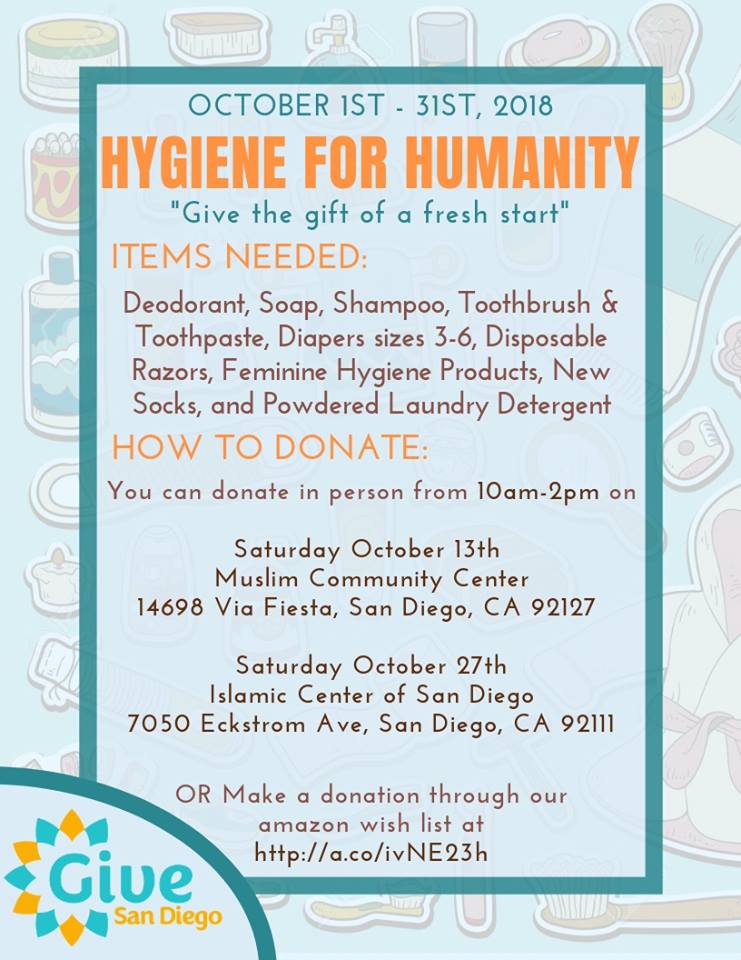 OCTOBER 1ST - 31ST, 2018
HYGIENE FOR HUMANITY
"Give the gift of a fresh start"
ITEMS NEEDED:
Deodorant, Soap, Shampoo, Toothbrush &
Toothpaste, Diapers sizes 3-6, Disposable
Razors, Feminine Hygiene Products, New
Socks, and Powdered Laundry Detergent
HOW TO DONATE:
You can donate in person from 10am-2pm on
Saturday October 13th
Muslim Community Center
14698 Via Fiesta, San Diego, CA 92127
Saturday October 27th
Islamic Center of San Diego
7050 Eckstrom Ave, San Diego, CA 92111
OR Make a donation through our
amazon wish list at
http://a.co/ivNE23h
Give
San Diego